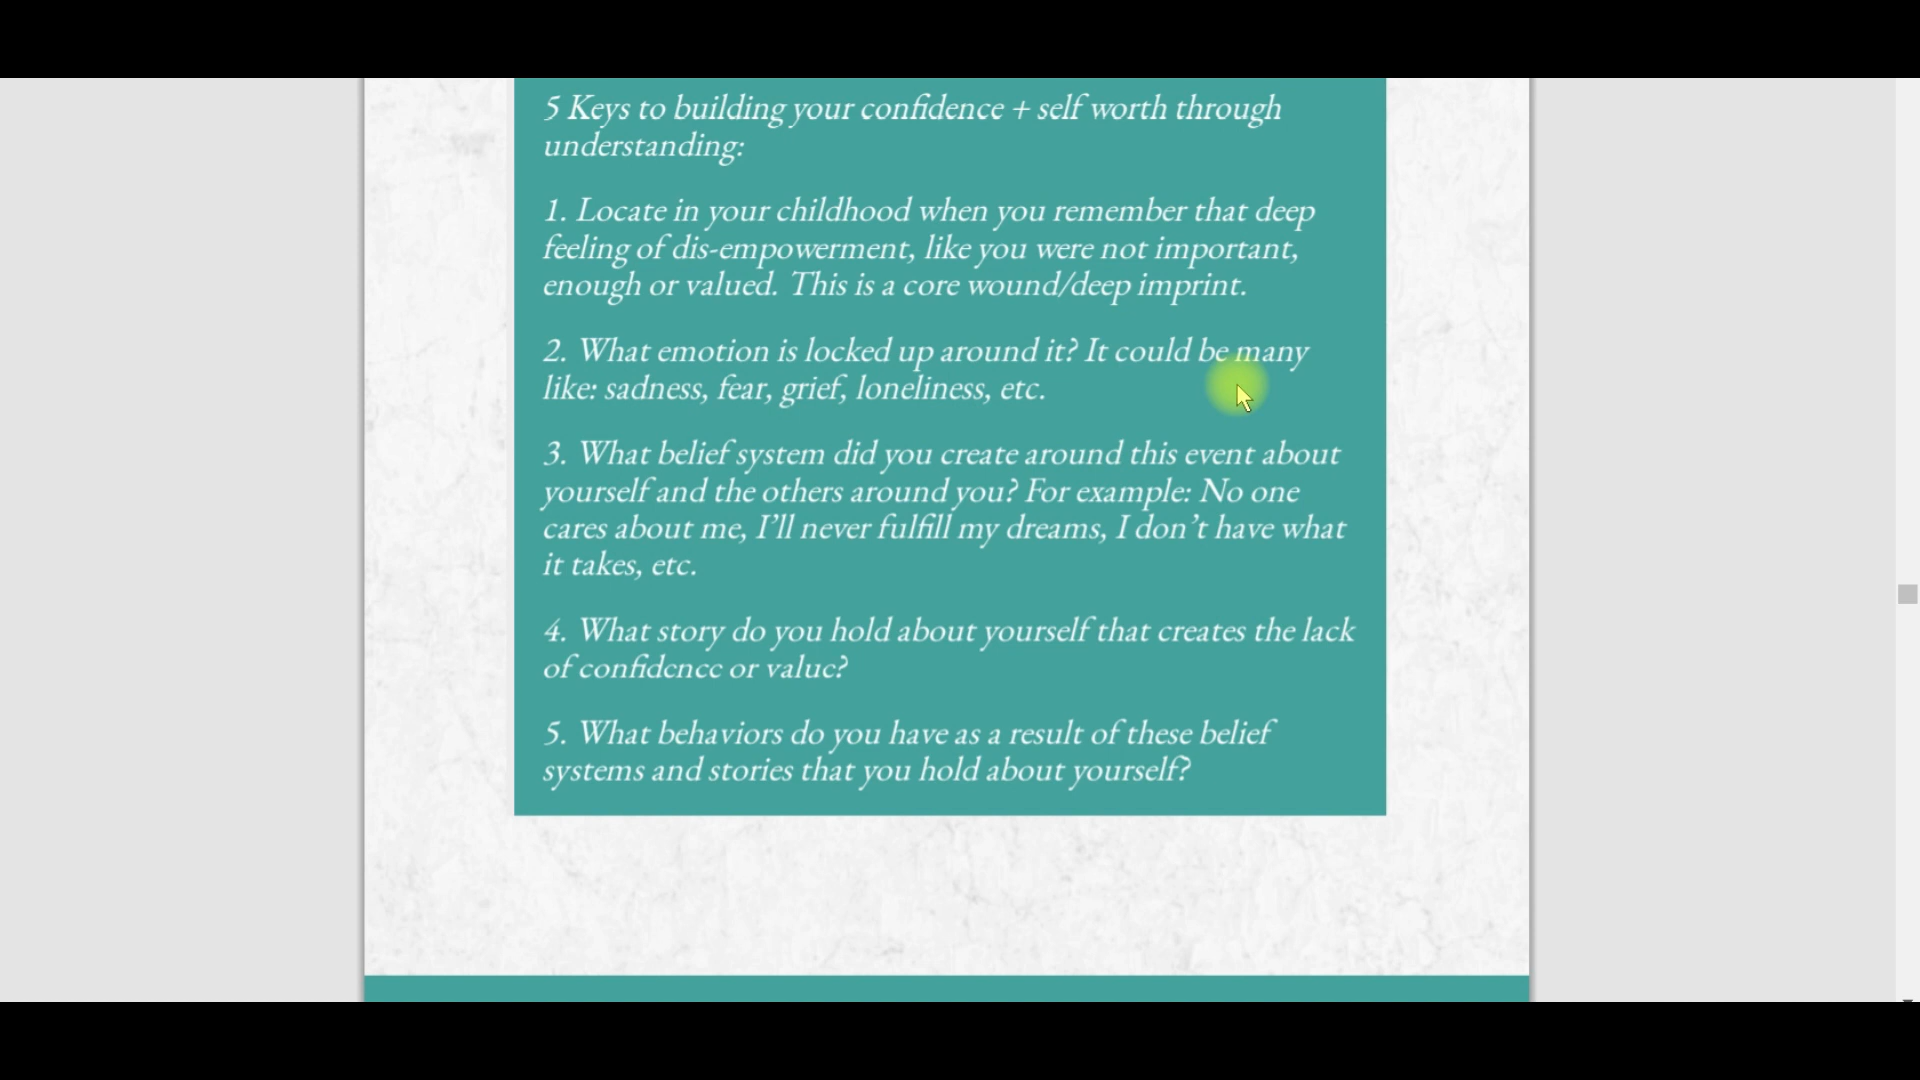 5 Keys to building your confidence + self worth through
understanding:
1. Locate in your childhood when you remember that deep
feeling of dis-empowerment, like you were not important,
enough or valued. This is a core wound/deep imprint.
2. What emotion is locked up around it? It could be many
like: sadness, fear, grief, loneliness, etc.
3. What belief system did you create around this event about
yourself and the others around you? For example: No one
cares about me, I’ll never fulfill my dreams, I don’t have what
it takes, etc.
4. What story do you hold about yourself that creates the lack
of confidence or value?
5. What behaviors do you have as a result of these belief
systems and stories that you hold about yourself?